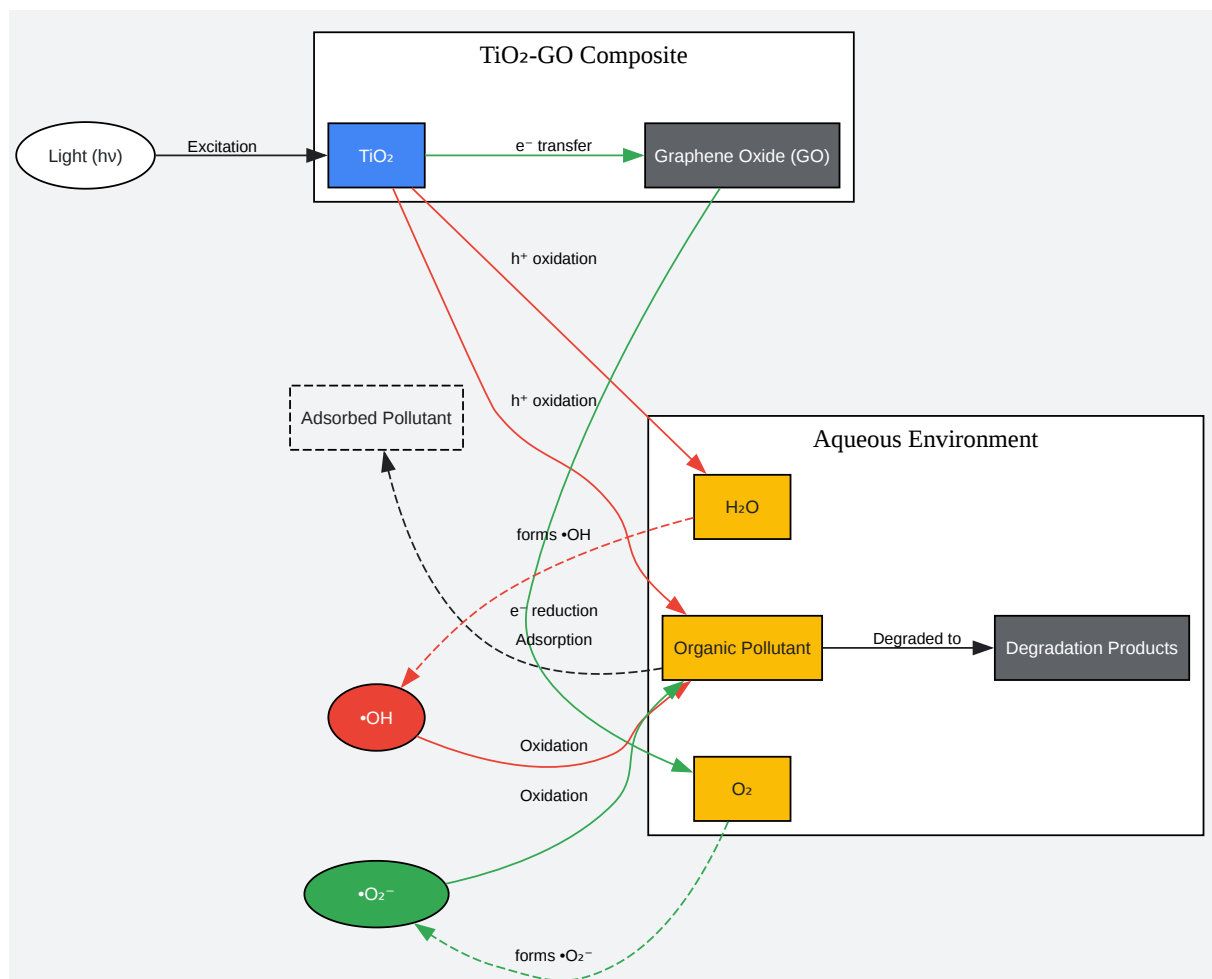 TiO₂-GO Composite
Light (hν)
Excitation
TiO₂
e⁻ transfer
Graphene Oxide (GO)
h⁺ oxidation
h⁺ oxidation
Adsorbed Pollutant
Aqueous Environment
H₂O
forms •OH
e⁻ reduction
Adsorption
Organic Pollutant
Degraded to
Degradation Products
•OH
Oxidation
Oxidation
O₂
•O₂⁻
forms •O₂⁻